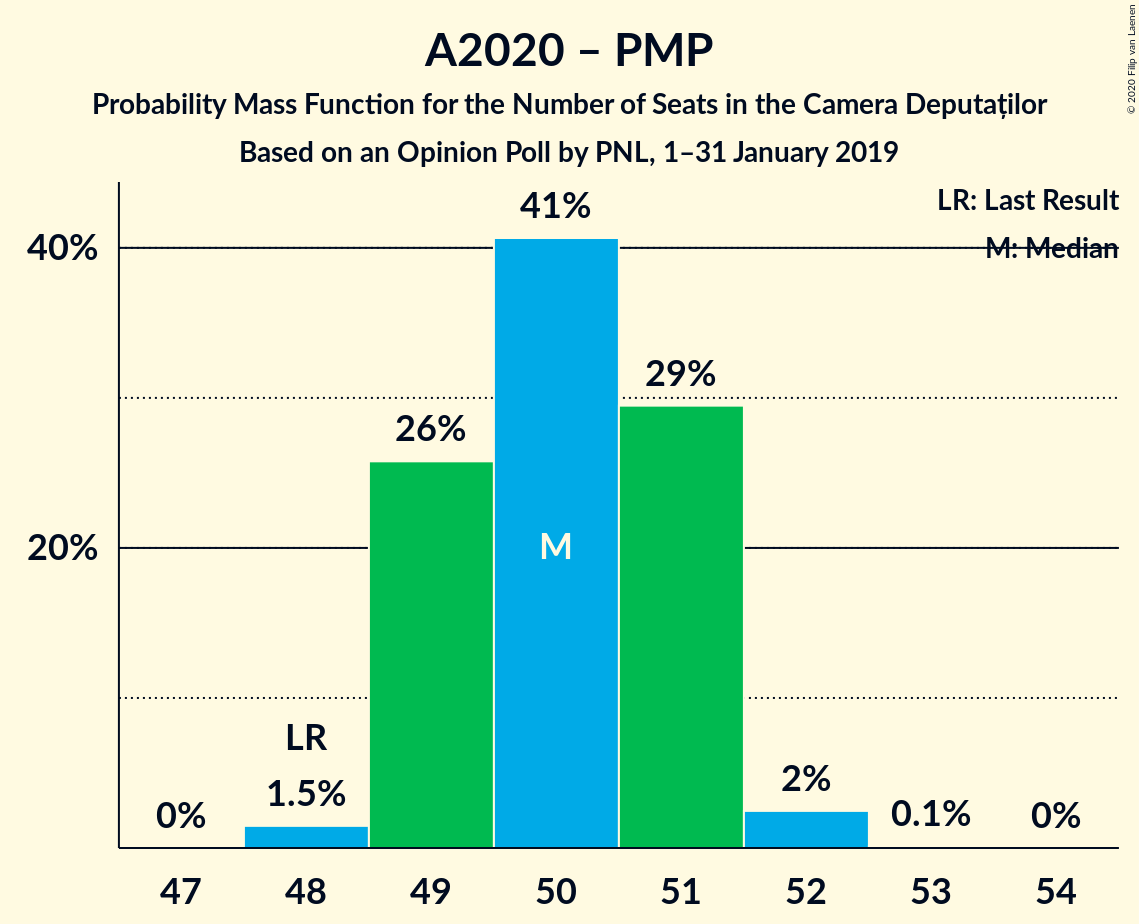 A2020 – PMP
Probability Mass Function for the Number of Seats in the Camera Deputaților
Based on an Opinion Poll by PNL, 1–31 January 2019
© 2020 Filip van Laenen
LR: Last Result
M: Median
40%
20%
0%
LR
1.5%
26%
41%
M
29%
2%
0.1%
0%
47 48 49 50 51 52 53 54